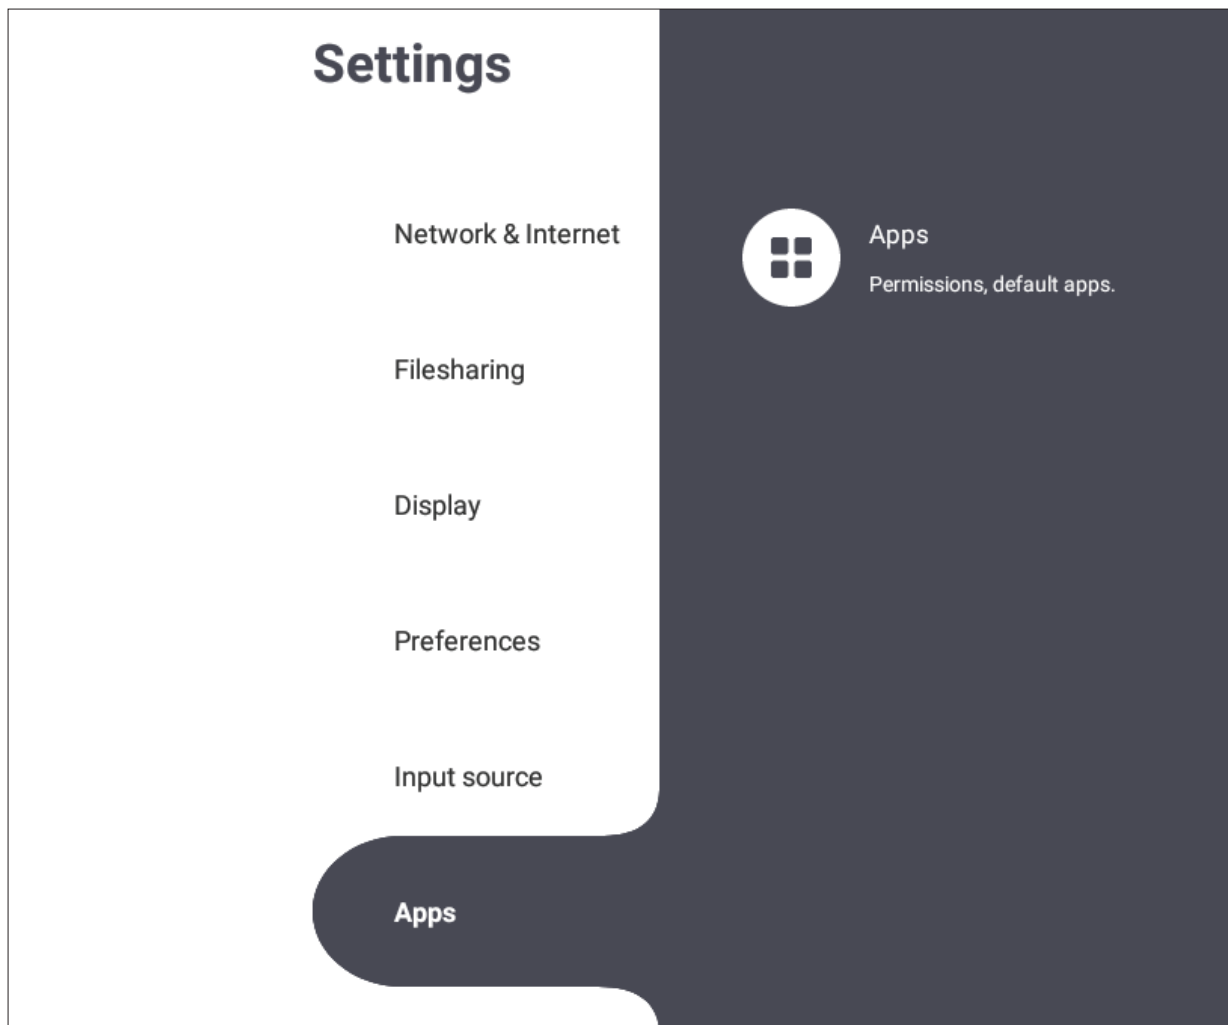 Settings
Network & Internet
Filesharing
Display
Preferences
Input source
Apps
Apps
Permissions, default apps.